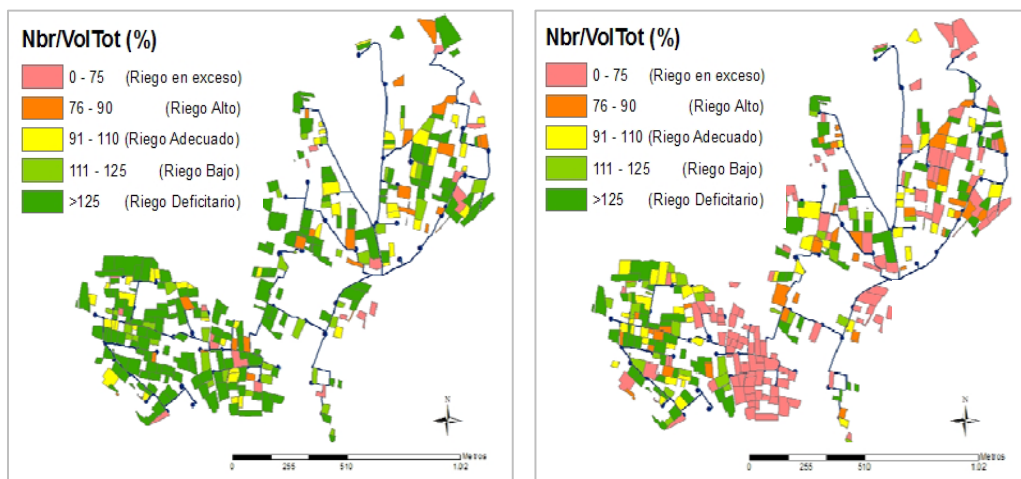 Nbr/VolTot (%)
0 - 75 (Riego en exceso)
76 - 90 (Riego Alto)
91 - 110 (Riego Adecuado)
111 - 125 (Riego Bajo)
>125 (Riego Deficitario)
N
Metros
0 255 510 1.02
Nbr/VolTot (%)
0 - 75 (Riego en exceso)
76 - 90 (Riego Alto)
91 - 110 (Riego Adecuado)
111 - 125 (Riego Bajo)
>125 (Riego Deficitario)
N
Metros
0 255 510 1.02